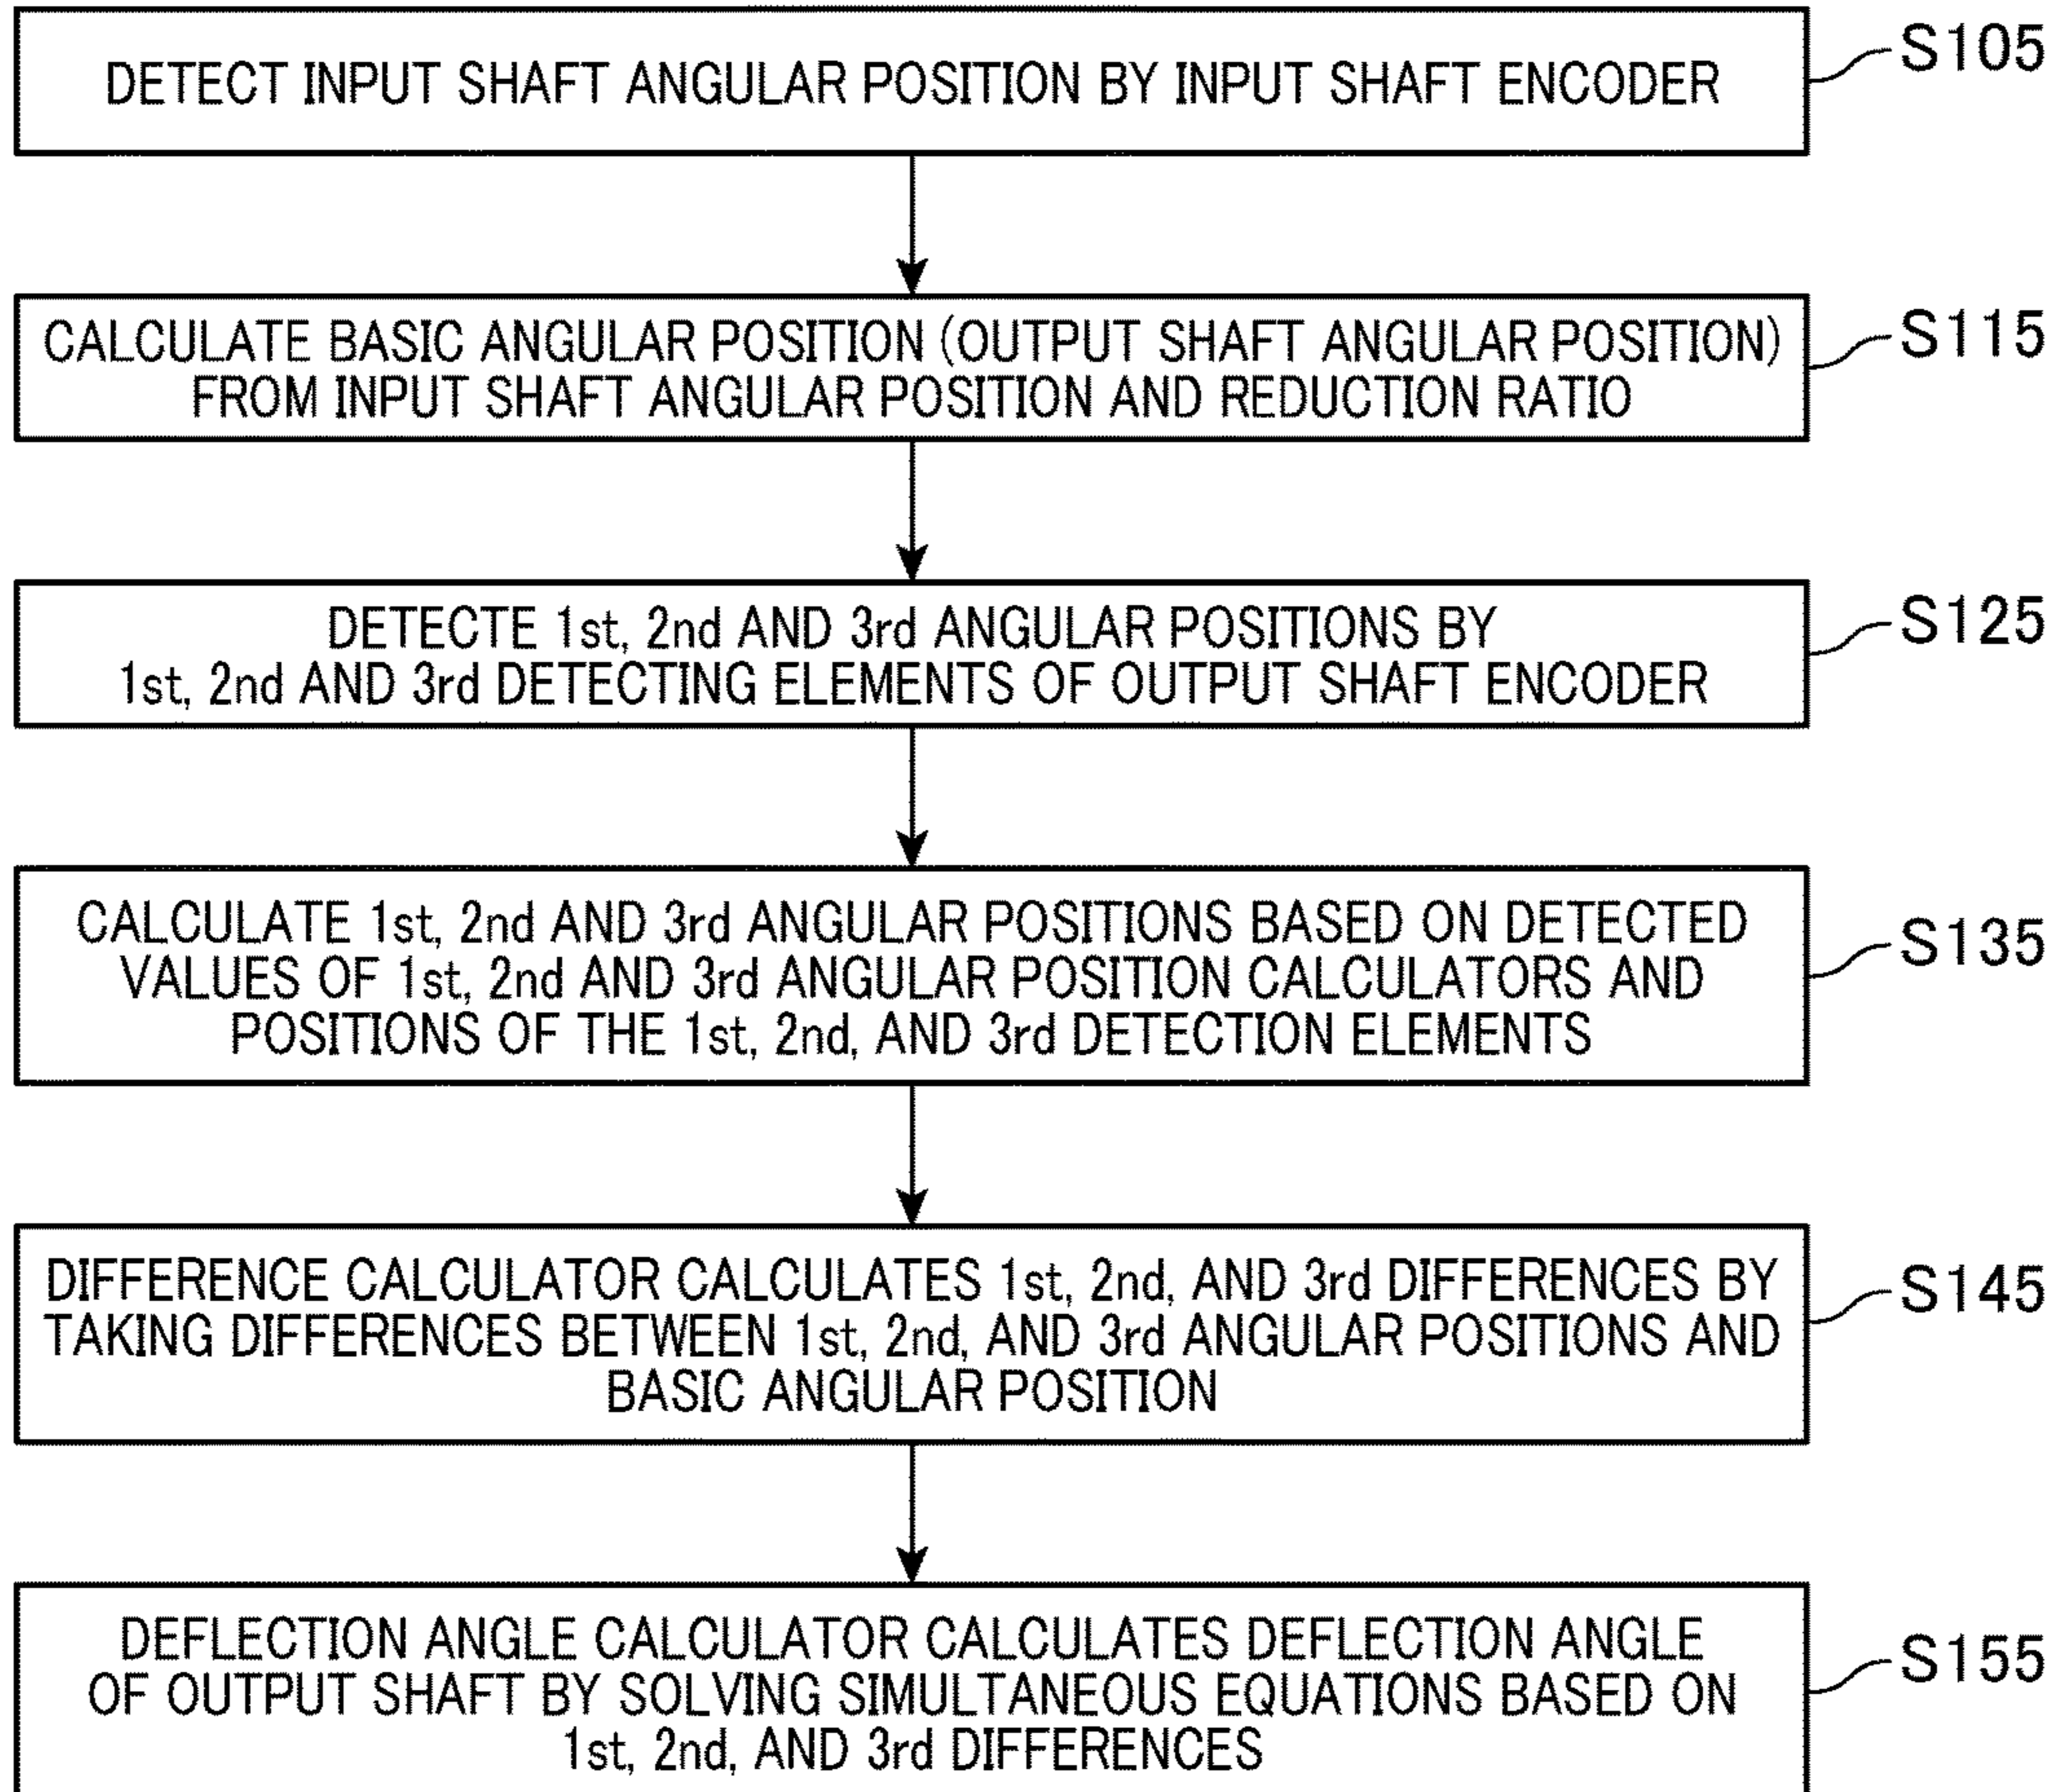 DETECT INPUT SHAFT ANGULAR POSITION BY INPUT SHAFT ENCODER
S105
CALCULATE BASIC ANGULAR POSITION (OUTPUT SHAFT ANGULAR POSITION)
FROM INPUT SHAFT ANGULAR POSITION AND REDUCTION RATIO
S115
DETECTE 1st, 2nd AND 3rd ANGULAR POSITIONS BY
1st, 2nd AND 3rd DETECTING ELEMENTS OF OUTPUT SHAFT ENCODER
S125
CALCULATE 1st, 2nd AND 3rd ANGULAR POSITIONS BASED ON DETECTED
VALUES OF 1st, 2nd AND 3rd ANGULAR POSITION CALCULATORS AND
POSITIONS OF THE 1st, 2nd, AND 3rd DETECTION ELEMENTS
S135
DIFFERENCE CALCULATOR CALCULATES 1st, 2nd, AND 3rd DIFFERENCES BY
TAKING DIFFERENCES BETWEEN 1st, 2nd, AND 3rd ANGULAR POSITIONS AND
BASIC ANGULAR POSITION
S145
DEFLECTION ANGLE CALCULATOR CALCULATES DEFLECTION ANGLE
OF OUTPUT SHAFT BY SOLVING SIMULTANEOUS EQUATIONS BASED ON
1st, 2nd, AND 3rd DIFFERENCES
S155